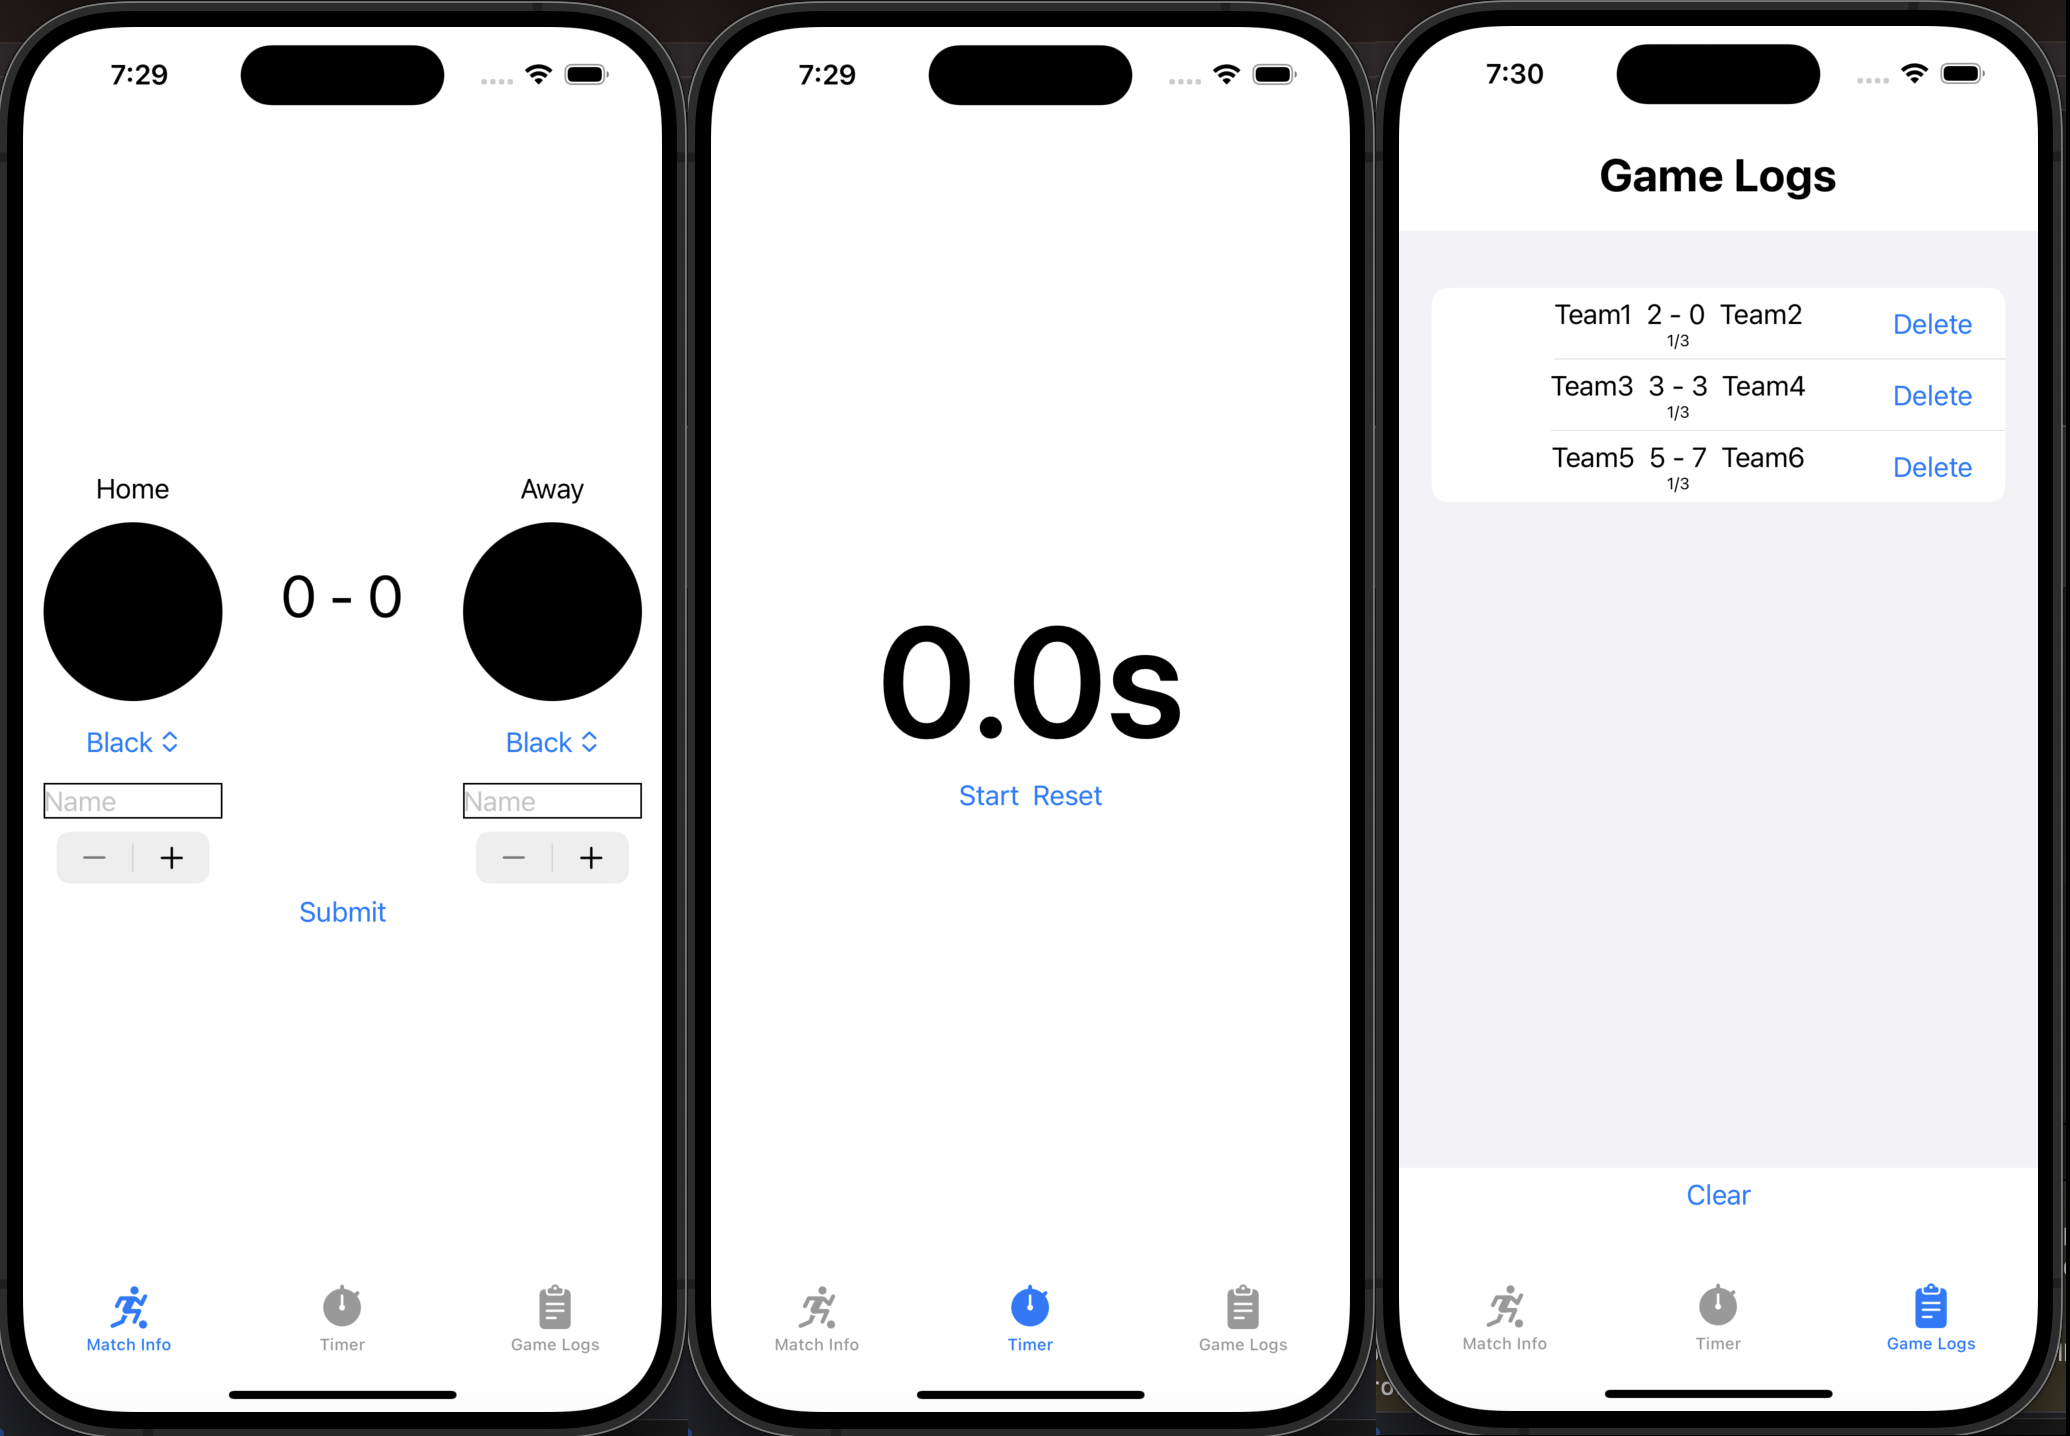 7:29
Home
Away
0 - 0
Black
Black
Name
Name
Submit
Match Info
Timer
Game Logs
7:29
0.0s
Start Reset
Match Info
Timer
Game Logs
7:30
Game Logs
Team1 2 - 0 Team2
1/3
Delete
Team3 3 - 3 Team4
1/3
Delete
Team5 5 - 7 Team6
1/3
Delete
Clear
Match Info
Timer
Game Logs